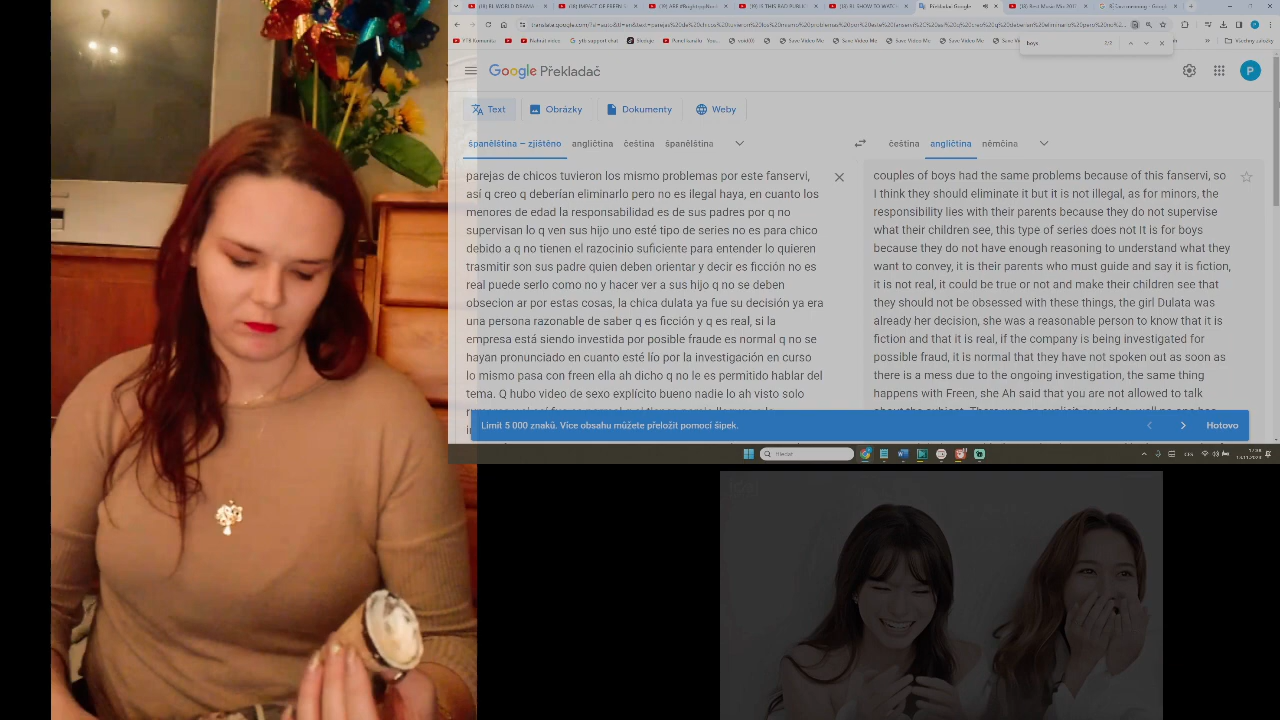 boys
2/2
Google Překladač
P
Text
Obrázky
Dokumenty
Weby
španělština – zjištěno
angličtina
čeština
španělština
čeština
angličtina
němčina
parejas de chicos tuvieron los mismo problemas por este fanservi,
así q creo q deberían eliminarlo pero no es ilegal haya, en cuanto los
menores de edad la responsabilidad es de sus padres por q no
supervisan lo q ven sus hijo uno esté tipo de series no es para chico
debido a q no tienen el razocinio suficiente para entender lo quieren
trasmitir son sus padre quien deben orientar y decir es ficción no es
real puede serlo como no y hacer ver a sus hijo q no se deben
obsecion ar por estas cosas, la chica dulata ya fue su decisión ya era
una persona razonable de saber q es ficción y q es real, si la
empresa está siendo investida por posible fraude es normal q no se
hayan pronunciado en cuanto esté lío por la investigación en curso
lo mismo pasa con freen ella ah dicho q no le es permitido hablar del
tema. Q hubo video de sexo explícito bueno nadie lo ah visto solo
couples of boys had the same problems because of this fanservi, so
I think they should eliminate it but it is not illegal, as for minors, the
responsibility lies with their parents because they do not supervise
what their children see, this type of series does not it is for boys
because they do not have enough reasoning to understand what they
want to convey, it is their parents who must guide and say it is fiction,
it is not real, it could be true or not and make their children see that
they should not be obsessed with these things, the girl Dulata was
already her decision, she was a reasonable person to know that it is
fiction and that it is real, if the company is being investigated for
possible fraud, it is normal that they have not spoken out as soon as
there is a mess due to the ongoing investigation, the same thing
happens with Freen, she Ah said that you are not allowed to talk
Limit 5 000 znaků. Více obsahu můžete přeložit pomocí šipek.
Hotovo
Hledat